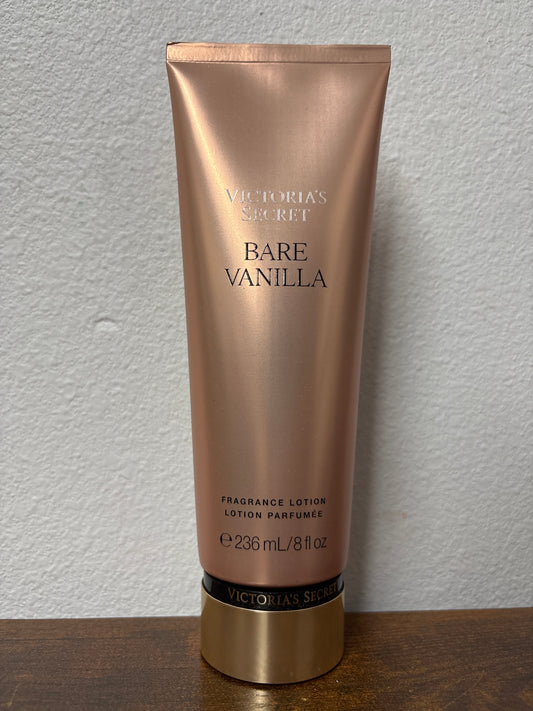 VICTORIA'S
SECRET
BARE
VANILLA
FRAGRANCE LOTION
LOTION PARFUMÉE
℮ 236 mL/8 fl oz
VICTORIA'S SECRET